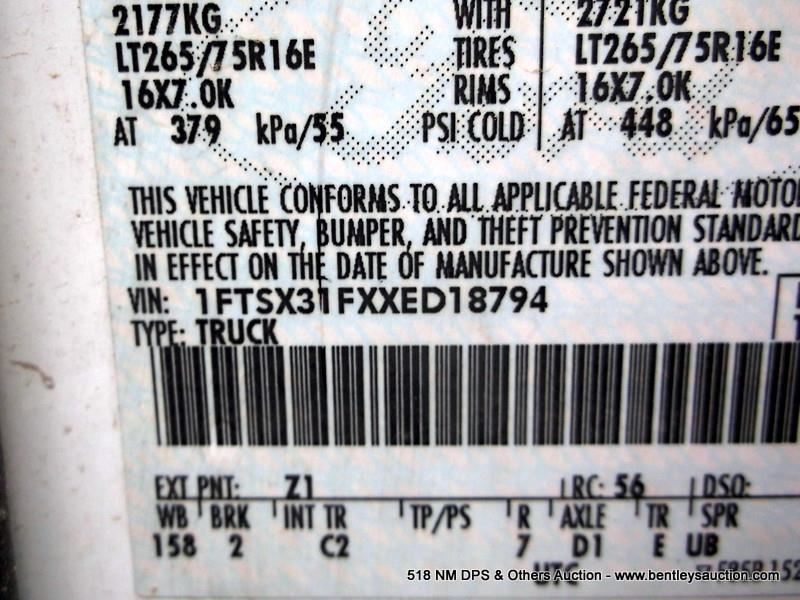 2177KG WITH 2721KG
LT265/75R16E TIRES LT265/75R16E
16X7.0K RIMS 16X7.0K
AT 379 kPa/55 PSI COLD AT 448 kPa/65
THIS VEHICLE CONFORMS TO ALL APPLICABLE FEDERAL MOTO
VEHICLE SAFETY, BUMPER, AND THEFT PREVENTION STANDARD
IN EFFECT ON THE DATE OF MANUFACTURE SHOWN ABOVE.
VIN: 1FTSX31FXXED18794
TYPE: TRUCK
EXT PNT: Z1 RC: 56 DSO:
WB BRK INT TR TP/PS R AXLE TR SPR
158 2 C2 7 D1 E UB
UTC
518 NM DPS & Others Auction - www.bentleysauction.com